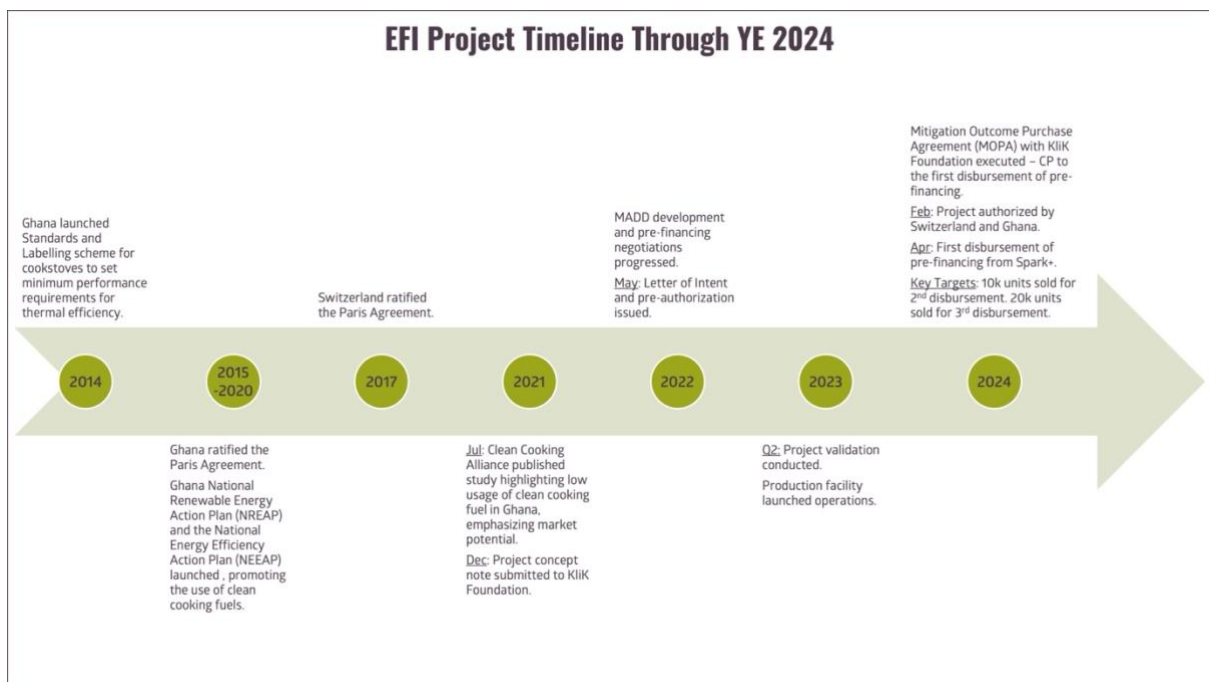 EFI Project Timeline Through YE 2024
Ghana launched
Standards and
Labelling scheme for
cookstoves to set
minimum performance
requirements for
thermal efficiency.
2014
2015
-2020
Ghana ratified the
Paris Agreement.
Ghana National
Renewable Energy
Action Plan (NREAP)
and the National
Energy Efficiency
Action Plan (NEEAP)
launched , promoting
the use of clean
cooking fuels.
Switzerland ratified
the Paris Agreement.
2017
2021
Jul: Clean Cooking
Alliance published
study highlighting low
usage of clean cooking
fuel in Ghana,
emphasizing market
potential.
Dec: Project concept
note submitted to KliK
Foundation.
MADD development
and pre-financing
negotiations
progressed.
May: Letter of Intent
and pre-authorization
issued.
2022
2023
Q2: Project validation
conducted.
Production facility
launched operations.
Mitigation Outcome Purchase
Agreement (MOPA) with KliK
Foundation executed – CP to
the first disbursement of pre-
financing.
Feb: Project authorized by
Switzerland and Ghana.
Apr: First disbursement of
pre-financing from Spark+.
Key Targets: 10k units sold for
2nd disbursement. 20k units
sold for 3rd disbursement.
2024